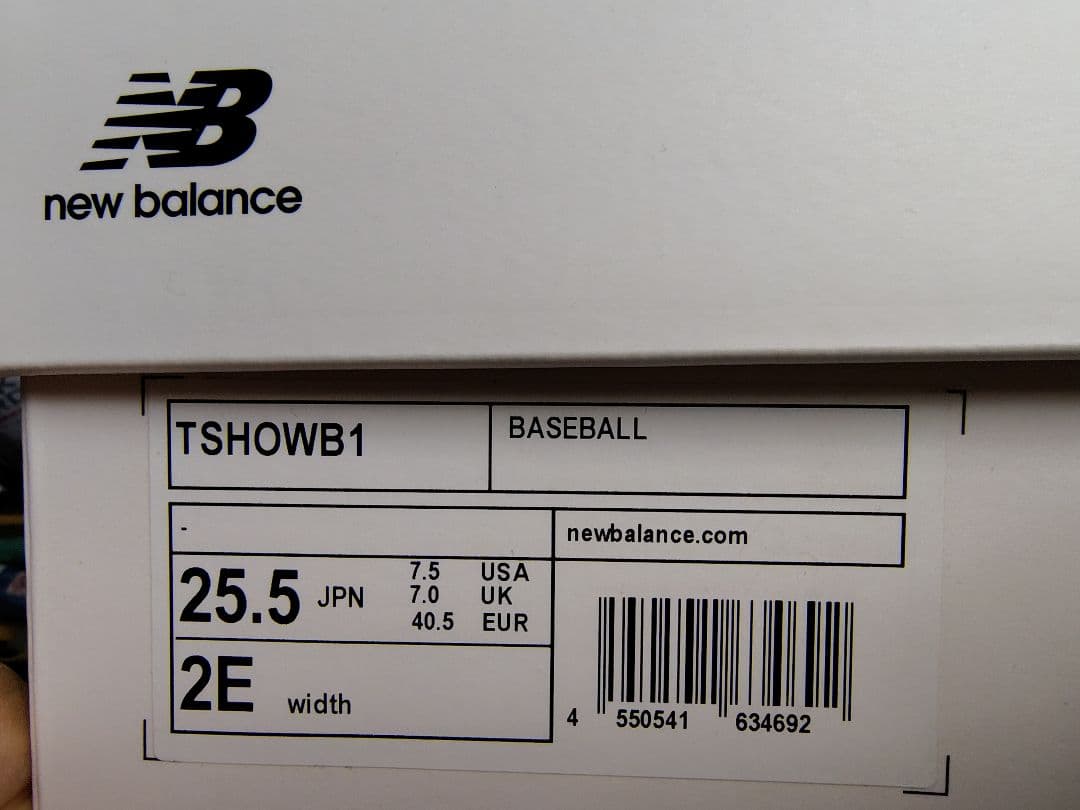 NB
new balance
TSHOWB1
BASEBALL
-
newbalance.com
25.5 JPN
7.5 USA
7.0 UK
40.5 EUR
2E width
4 550541 634692